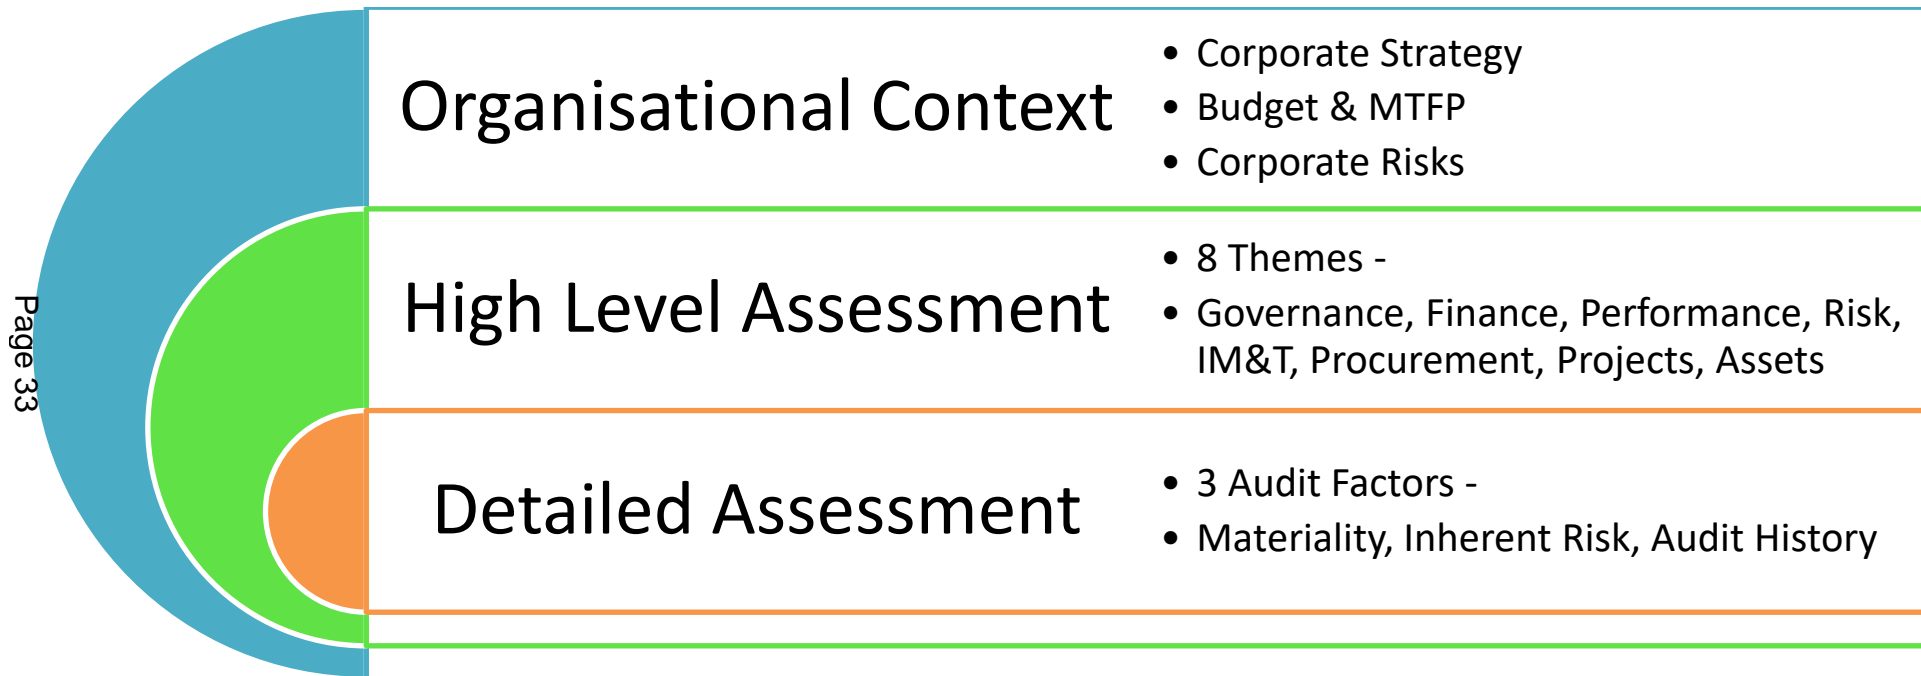 Organisational Context
• Corporate Strategy
• Budget & MTFP
• Corporate Risks
High Level Assessment
• 8 Themes -
• Governance, Finance, Performance, Risk,
IM&T, Procurement, Projects, Assets
Detailed Assessment
• 3 Audit Factors -
• Materiality, Inherent Risk, Audit History
Page 33